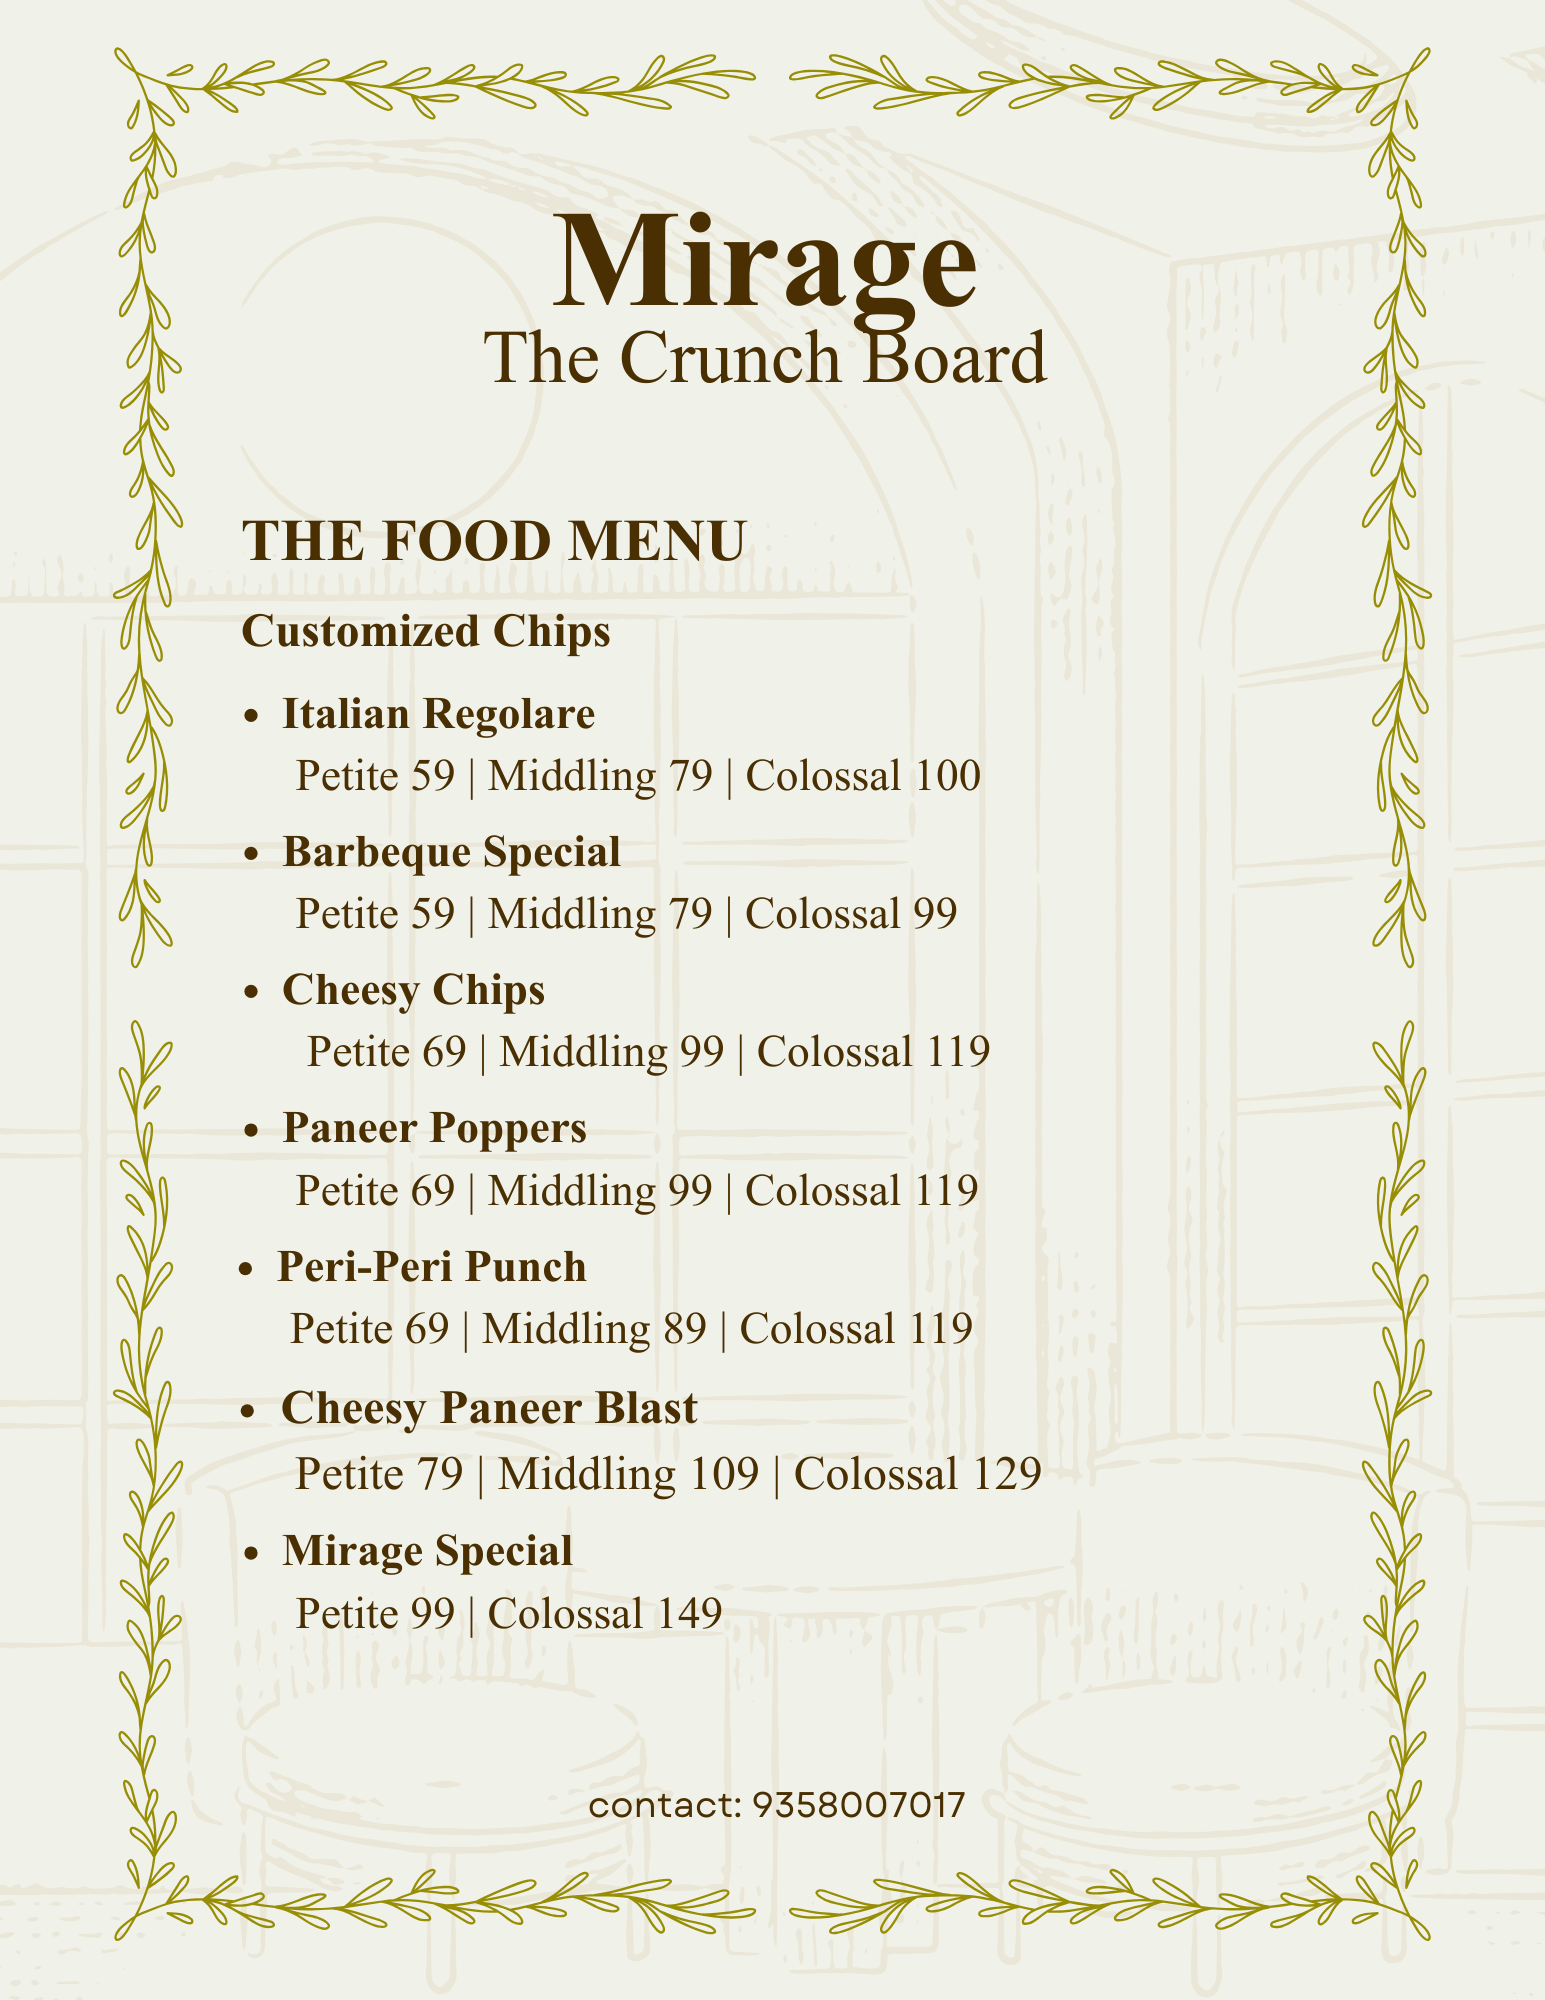 Mirage
The Crunch Board
THE FOOD MENU
Customized Chips
• Italian Regolare
Petite 59 | Middling 79 | Colossal 100
• Barbeque Special
Petite 59 | Middling 79 | Colossal 99
• Cheesy Chips
Petite 69 | Middling 99 | Colossal 119
• Paneer Poppers
Petite 69 | Middling 99 | Colossal 119
• Peri-Peri Punch
Petite 69 | Middling 89 | Colossal 119
• Cheesy Paneer Blast
Petite 79 | Middling 109 | Colossal 129
• Mirage Special
Petite 99 | Colossal 149
contact: 9358007017